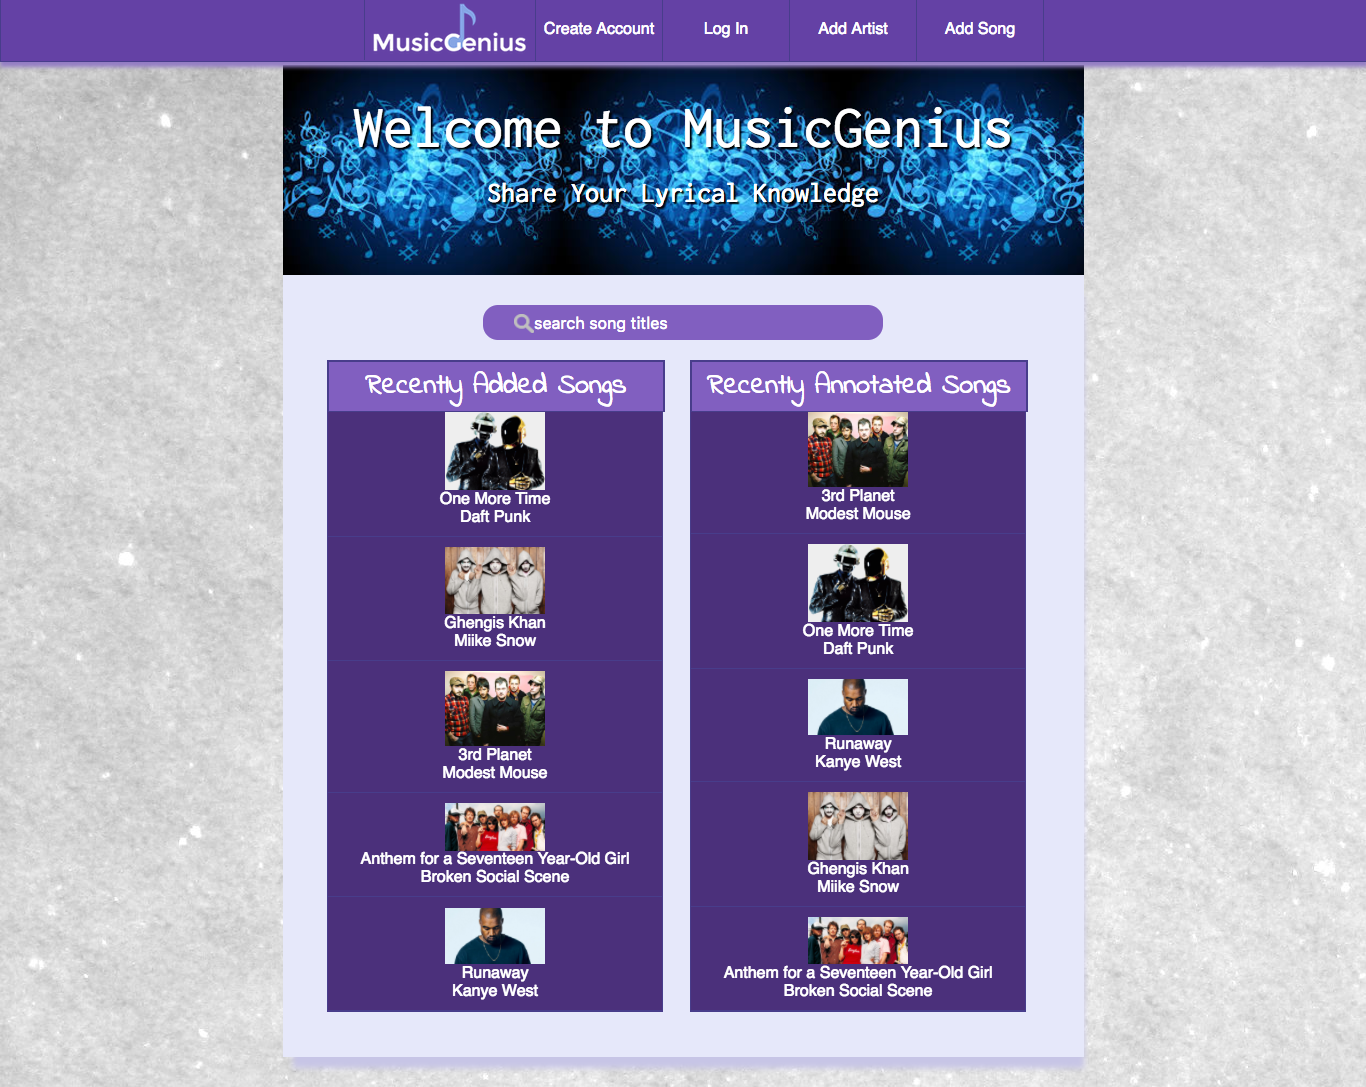 MusicGenius
Create Account
Log In
Add Artist
Add Song
Welcome to MusicGenius
Share Your Lyrical Knowledge
search song titles
Recently Added Songs
One More Time
Daft Punk
Ghengis Khan
Miike Snow
3rd Planet
Modest Mouse
Anthem for a Seventeen Year-Old Girl
Broken Social Scene
Runaway
Kanye West
Recently Annotated Songs
3rd Planet
Modest Mouse
One More Time
Daft Punk
Runaway
Kanye West
Ghengis Khan
Miike Snow
Anthem for a Seventeen Year-Old Girl
Broken Social Scene